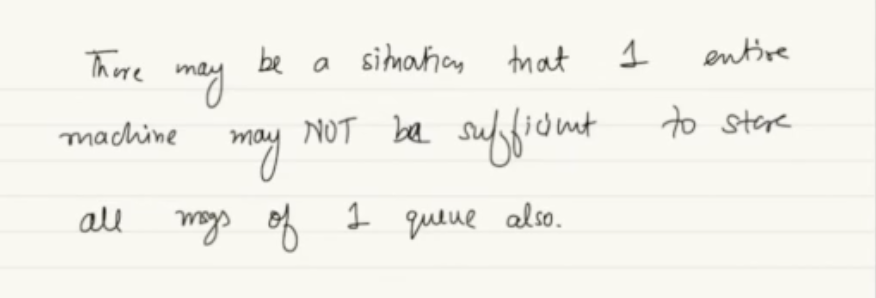 There may be a situation that 1 entire
machine may NOT be sufficient to store
all msgs of 1 queue also.